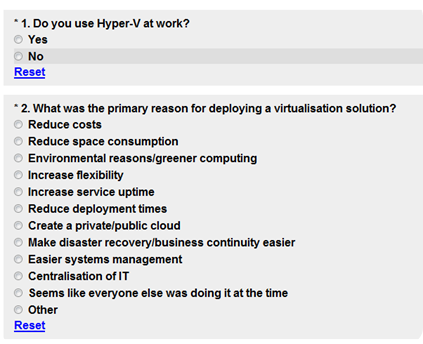 * 1. Do you use Hyper-V at work?
Yes
No
Reset
* 2. What was the primary reason for deploying a virtualisation solution?
Reduce costs
Reduce space consumption
Environmental reasons/greener computing
Increase flexibility
Increase service uptime
Reduce deployment times
Create a private/public cloud
Make disaster recovery/business continuity easier
Easier systems management
Centralisation of IT
Seems like everyone else was doing it at the time
Other
Reset